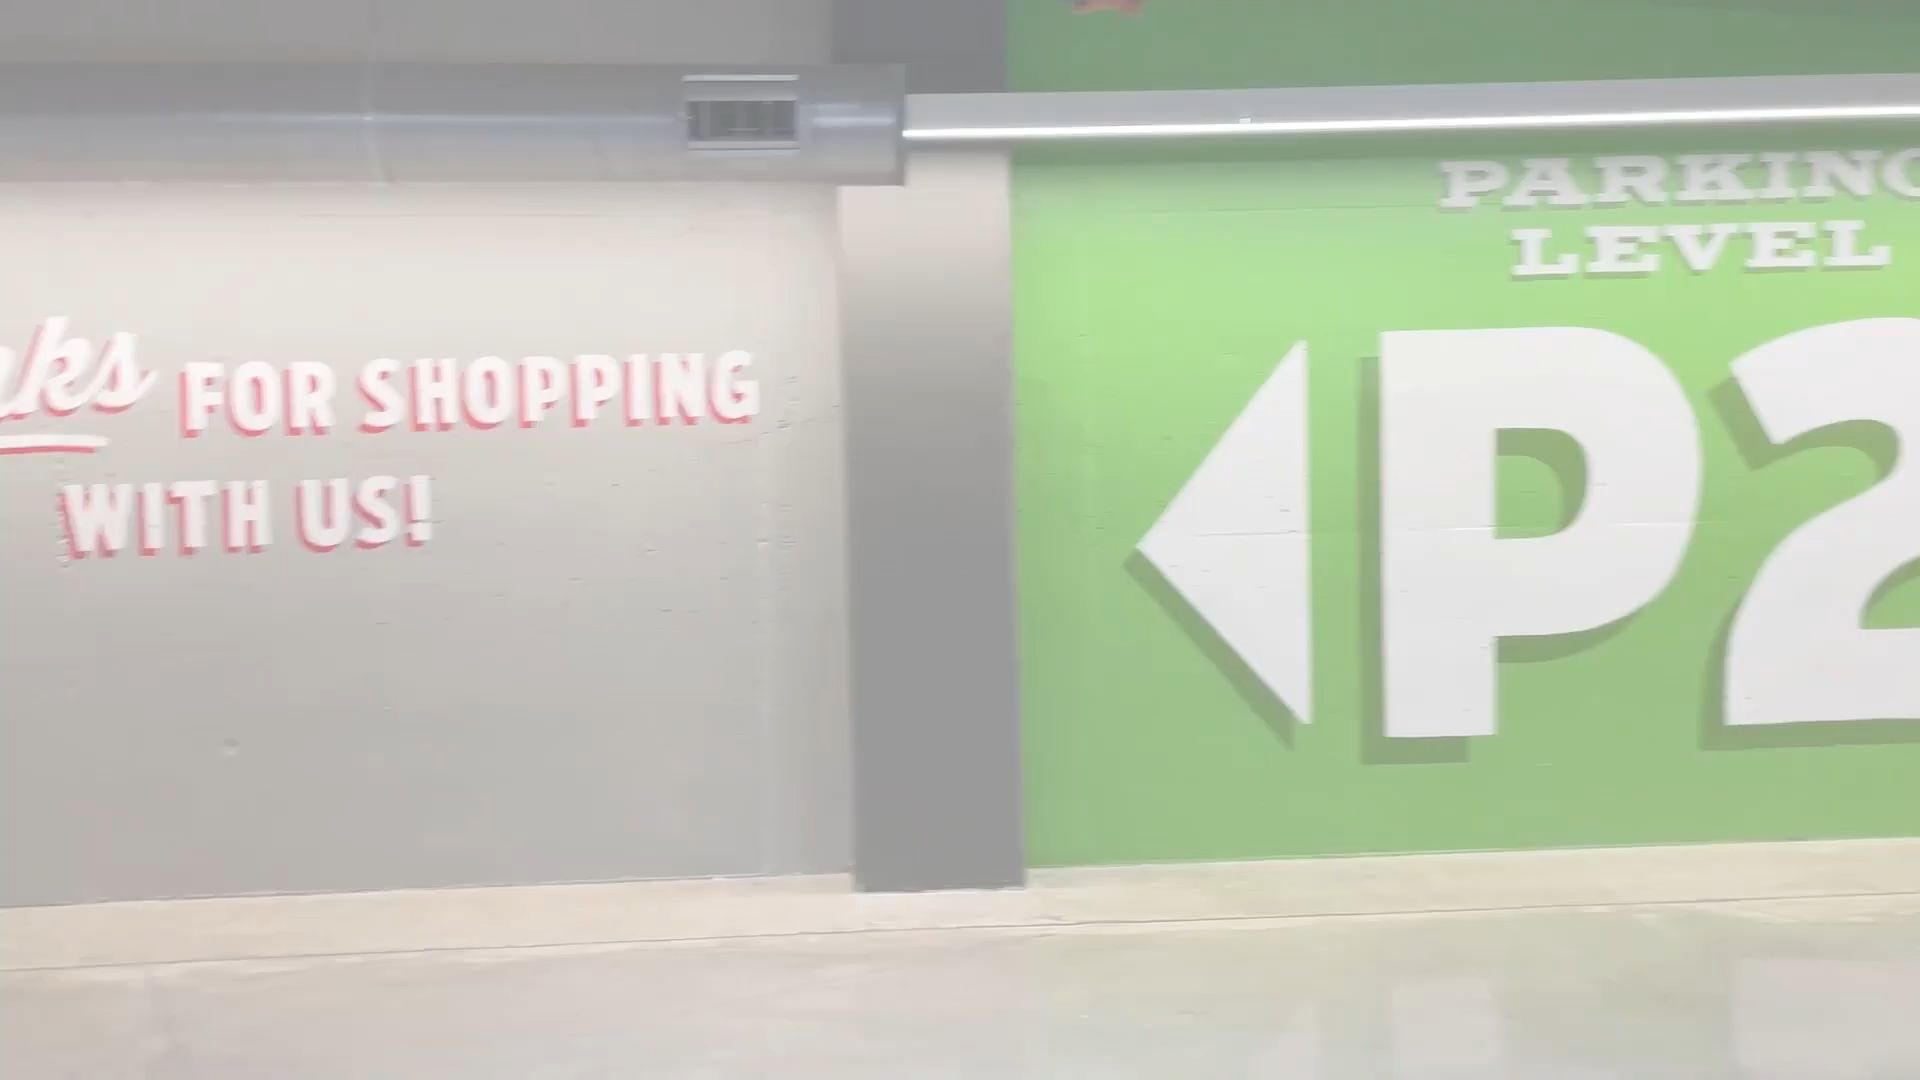 FOR SHOPPING
WITH US!
PARKING
LEVEL
P2